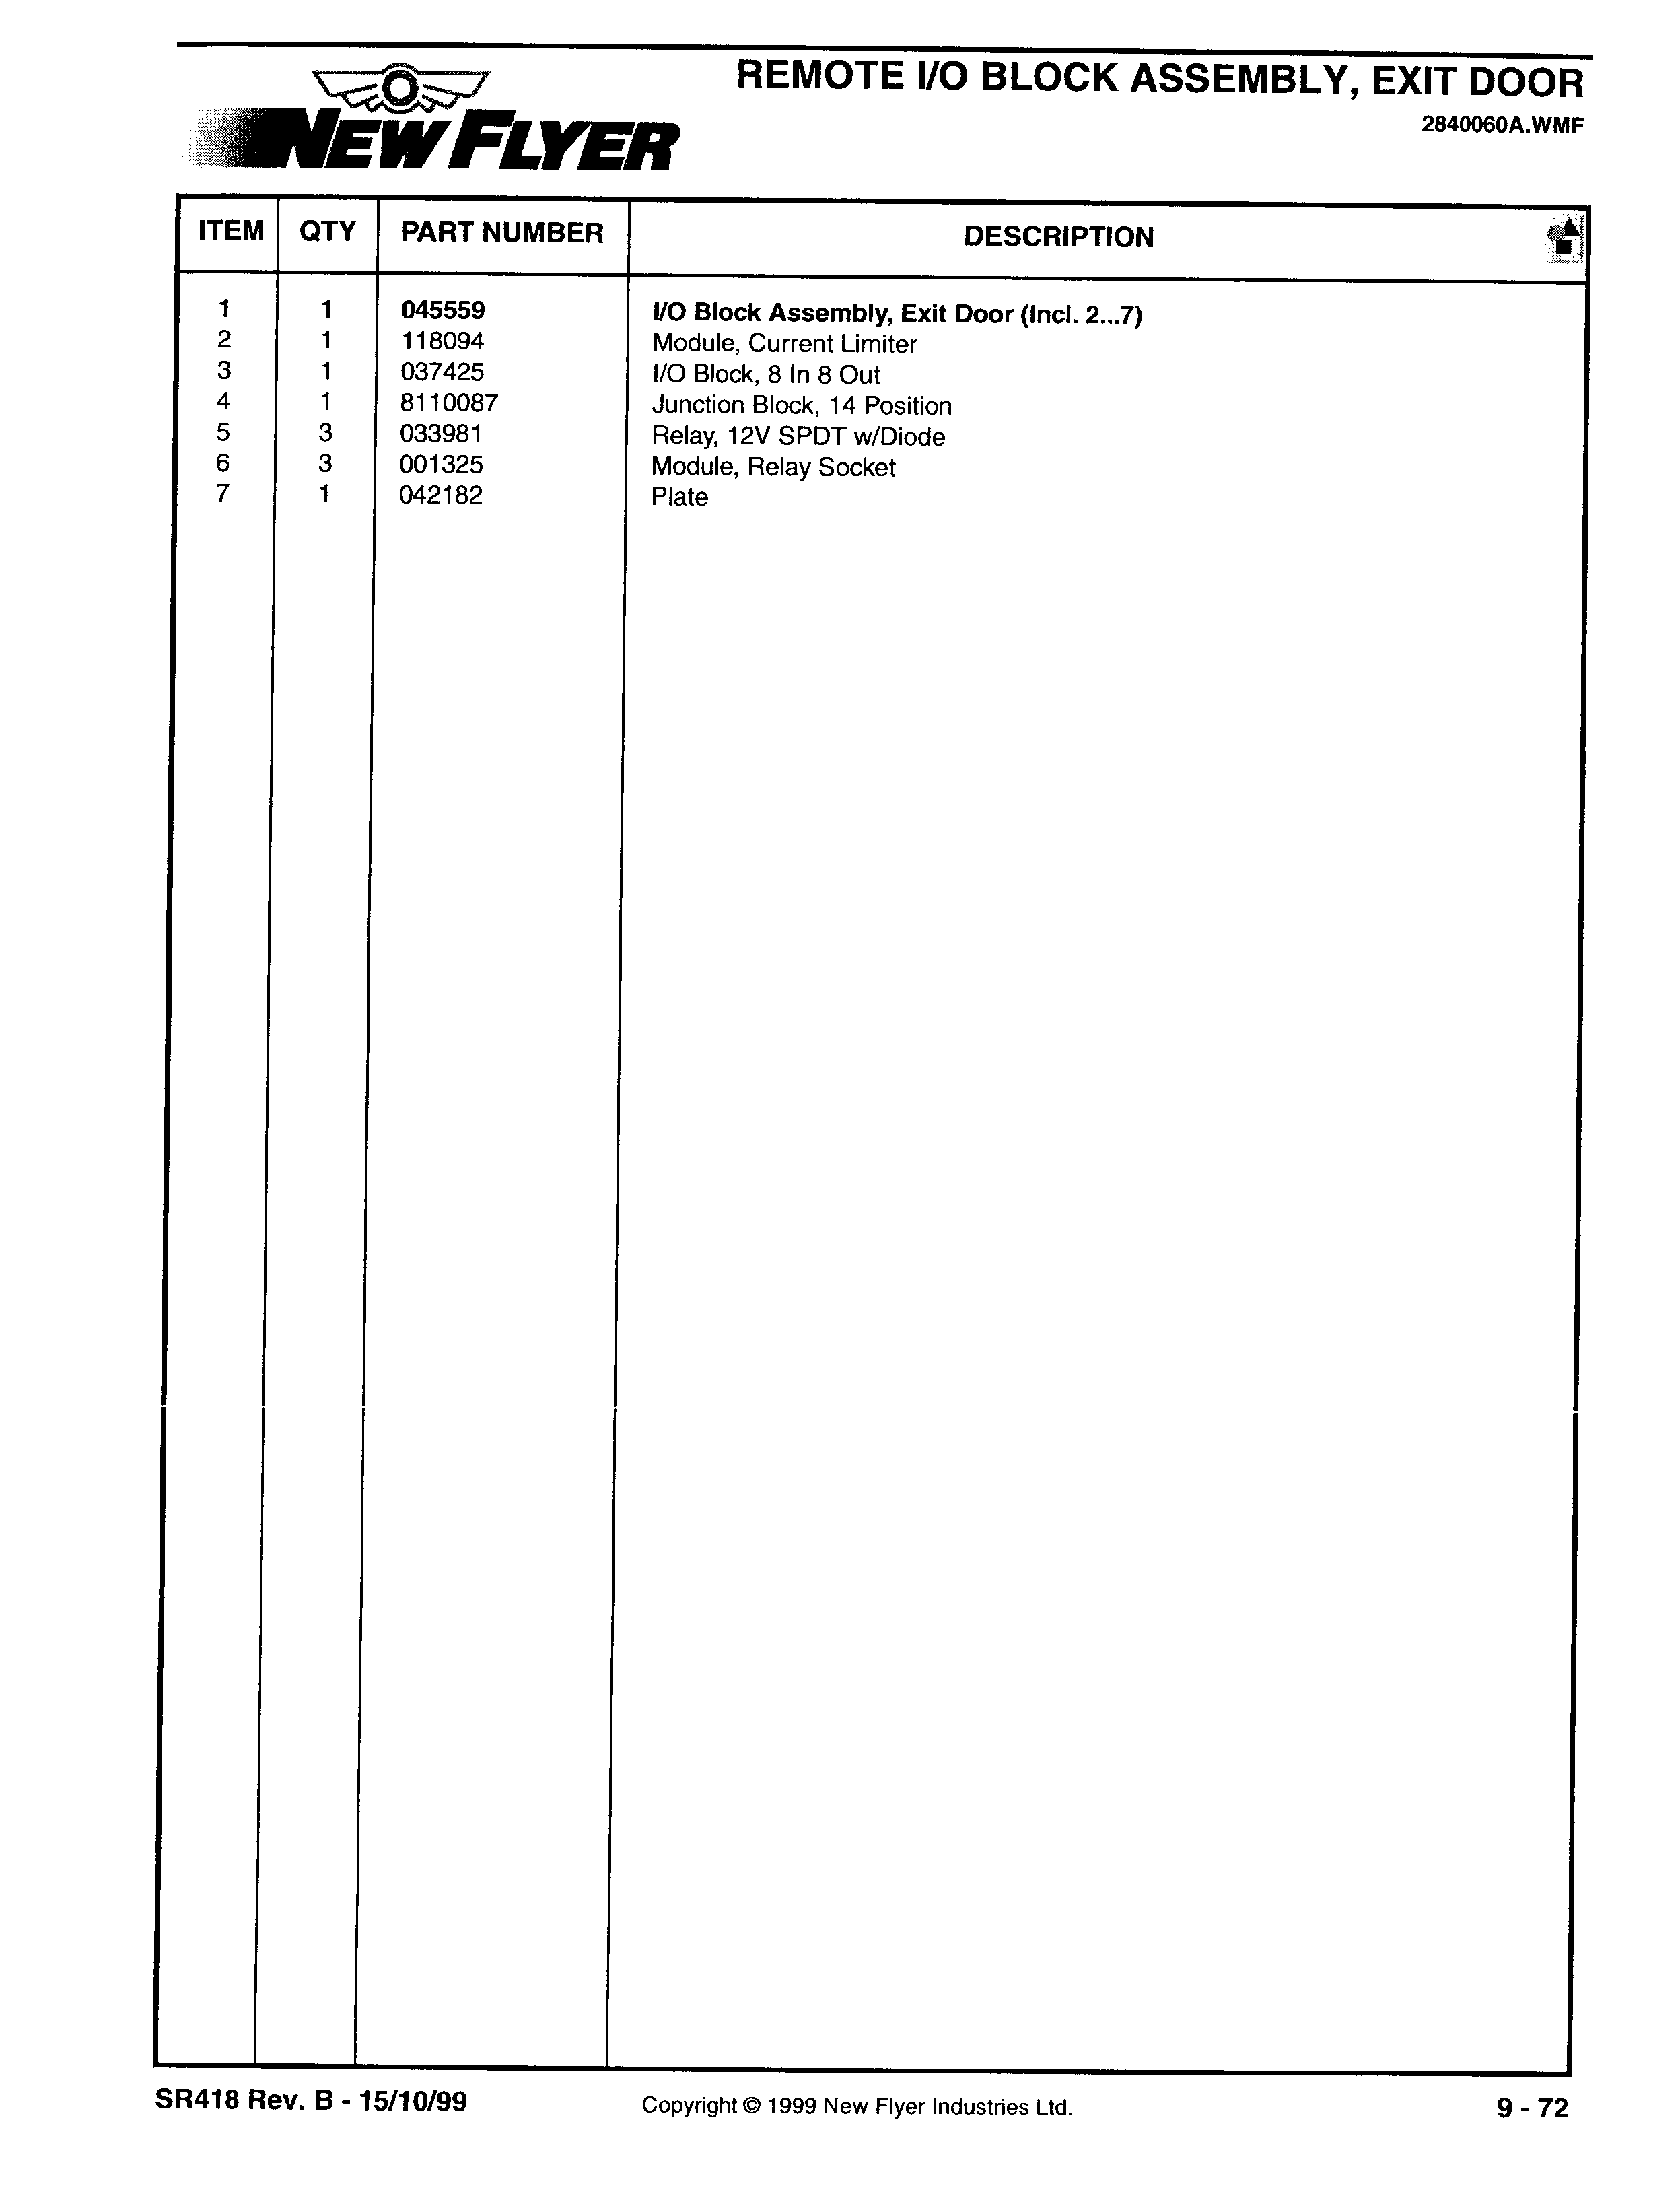 REMOTE I/O BLOCK ASSEMBLY, EXIT DOOR
2840060A.WMF
NEW FLYER
ITEM QTY PART NUMBER DESCRIPTION
1 1 045559 I/O Block Assembly, Exit Door (Incl. 2...7)
2 1 118094 Module, Current Limiter
3 1 037425 I/O Block, 8 In 8 Out
4 1 8110087 Junction Block, 14 Position
5 3 033981 Relay, 12V SPDT w/Diode
6 3 001325 Module, Relay Socket
7 1 042182 Plate
SR418 Rev. B - 15/10/99 Copyright © 1999 New Flyer Industries Ltd. 9 - 72